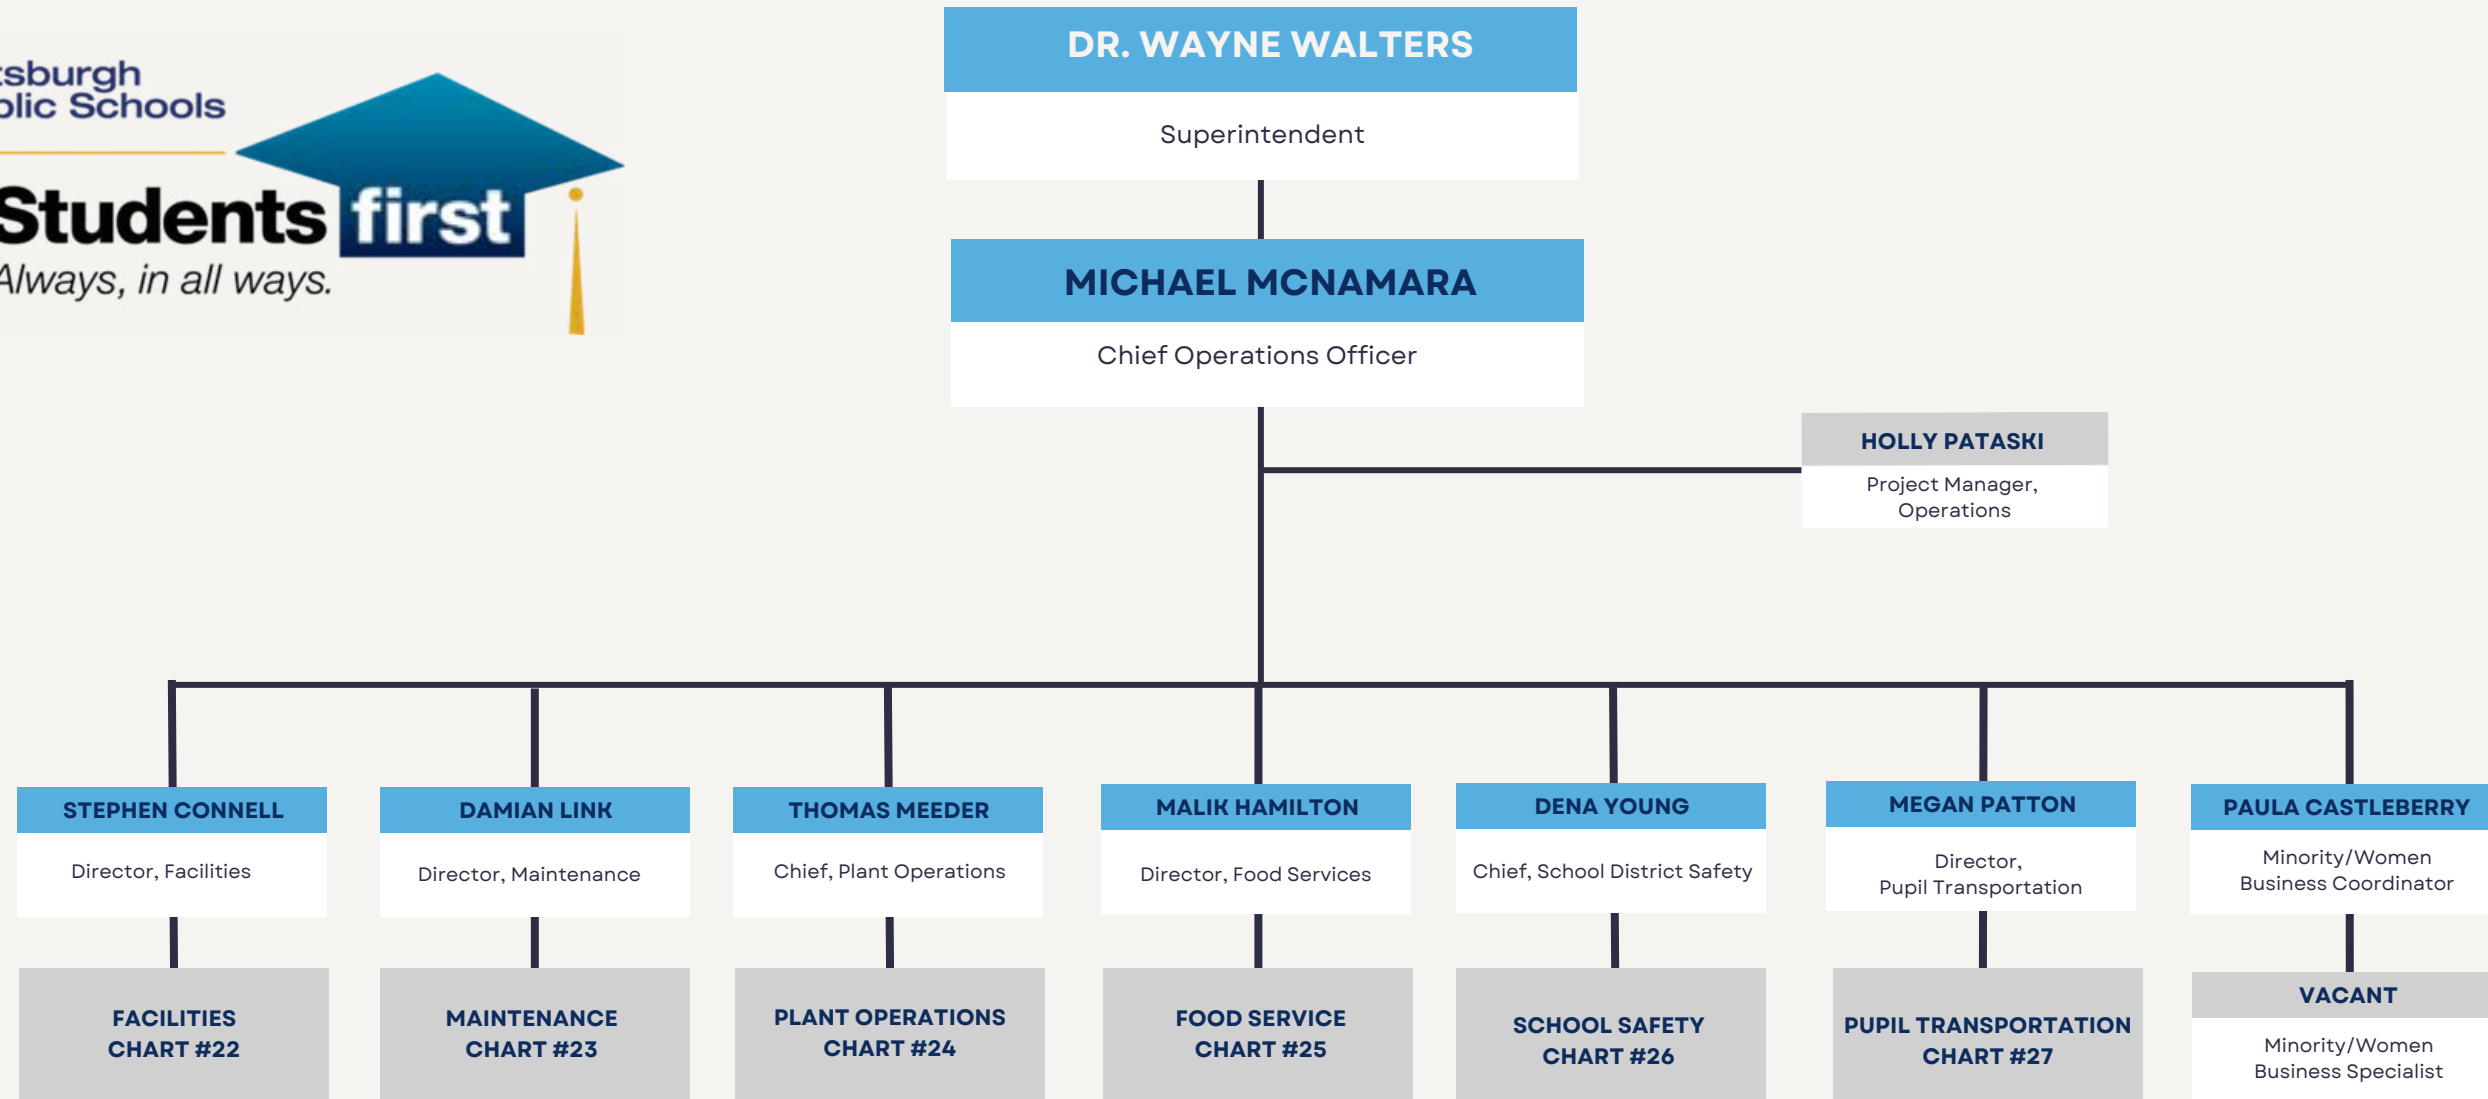 DR. WAYNE WALTERS
Superintendent
tsburgh
blic Schools
Students first
Always, in all ways.
MICHAEL MCNAMARA
Chief Operations Officer
HOLLY PATASKI
Project Manager,
Operations
STEPHEN CONNELL
Director, Facilities
FACILITIES
CHART #22
DAMIAN LINK
Director, Maintenance
MAINTENANCE
CHART #23
THOMAS MEEDER
Chief, Plant Operations
PLANT OPERATIONS
CHART #24
MALIK HAMILTON
Director, Food Services
FOOD SERVICE
CHART #25
DENA YOUNG
Chief, School District Safety
SCHOOL SAFETY
CHART #26
MEGAN PATTON
Director,
Pupil Transportation
PUPIL TRANSPORTATION
CHART #27
PAULA CASTLEBERRY
Minority/Women
Business Coordinator
VACANT
Minority/Women
Business Specialist